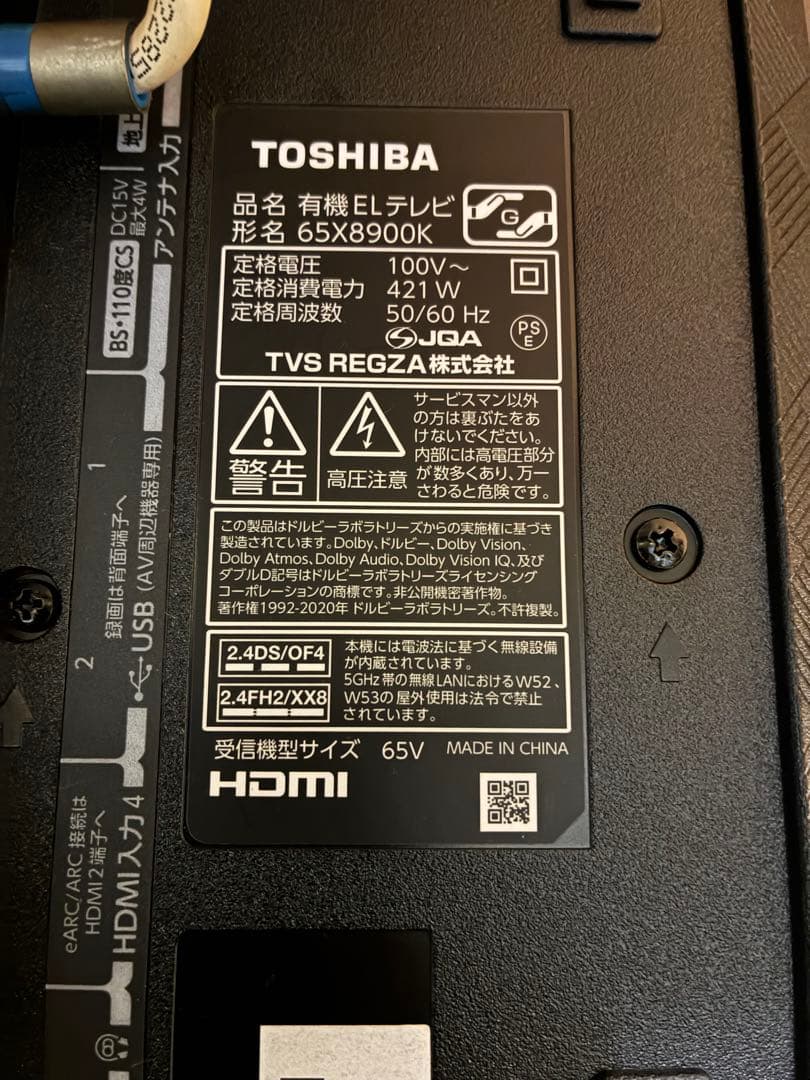 TOSHIBA
品名 有機ELテレビ
形名 65X8900K
G
定格電圧 100V～
定格消費電力 421W
定格周波数 50/60 Hz
JQA
PS
E
TVS REGZA株式会社
警告
高圧注意
サービスマン以外
の方は裏ぶたをあ
けないでください。
内部には高電圧部分
が数多くあり、万一
さわると危険です。
この製品はドルビーラボラトリーズからの実施権に基づき
製造されています。Dolby、ドルビー、Dolby Vision、
Dolby Atmos、Dolby Audio、Dolby Vision IQ、及び
ダブルD記号はドルビーラボラトリーズライセンシング
コーポレーションの商標です。非公開機密著作物。
著作権1992-2020年 ドルビーラボラトリーズ。不許複製。
2.4DS/OF4
2.4FH2/XX8
本機には電波法に基づく無線設備
が内蔵されています。
5GHz帯の無線LANにおけるW52、
W53の屋外使用は法令で禁止
されています。
受信機型サイズ 65V
MADE IN CHINA
HDMI
地上
アンテナ入力
DC15V
最大4W
BS・110度CS
1
2
録画は背面端子へ
USB (AV/周辺機器専用)
eARC/ARC 接続は
HDMI 2 端子へ
HDMI入力 4